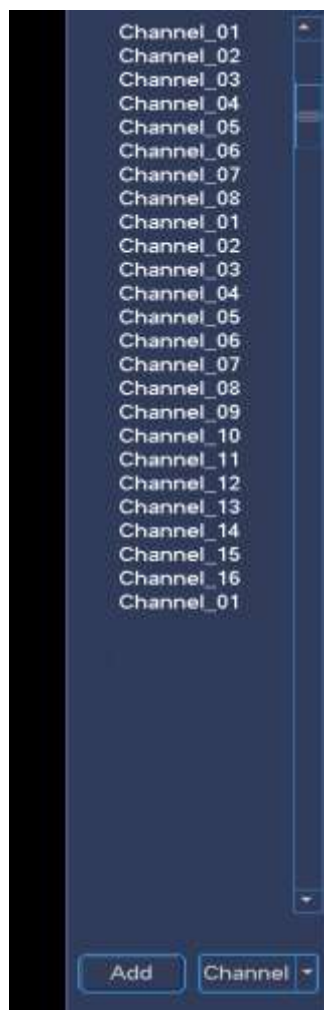 Channel_01
Channel_02
Channel_03
Channel_04
Channel_05
Channel_06
Channel_07
Channel_08
Channel_01
Channel_02
Channel_03
Channel_04
Channel_05
Channel_06
Channel_07
Channel_08
Channel_09
Channel_10
Channel_11
Channel_12
Channel_13
Channel_14
Channel_15
Channel_16
Channel_01
Add Channel